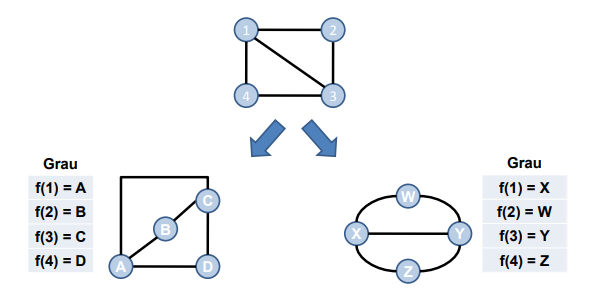 1 2
4 3
Grau
f(1) = A
f(2) = B
f(3) = C
f(4) = D
C
B
A D
W
X Y
Z
Grau
f(1) = X
f(2) = W
f(3) = Y
f(4) = Z